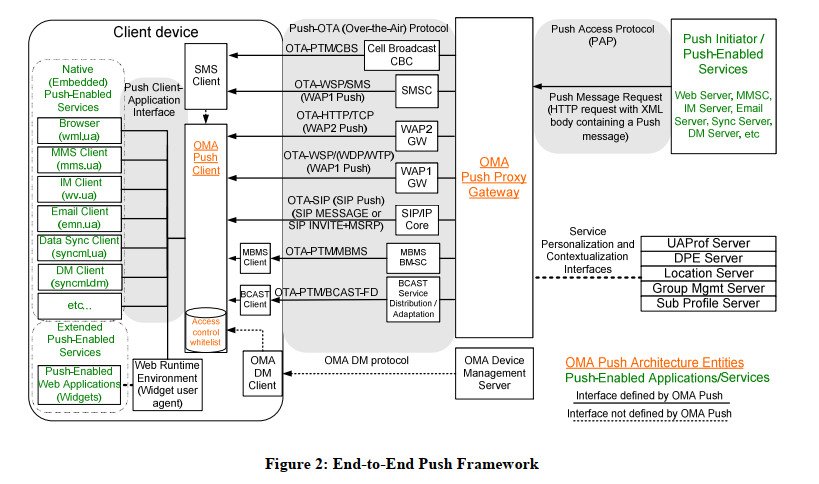 Client device
Native
(Embedded)
Push-Enabled
Services
Browser
(wml.ua)
MMS Client
(mms.ua)
IM Client
(wv.ua)
Email Client
(emn.ua)
Data Sync Client
(syncml.ua)
DM Client
(syncml.dm)
etc...
Extended
Push-Enabled
Services
Push-Enabled
Web Applications
(Widgets)
Push Client-
Application
Interface
Web Runtime
Environment
(Widget user
agent)
SMS
Client
OMA
Push
Client
Access
control
whitelist
MBMS
Client
BCAST
Client
OMA
DM
Client
Push-OTA (Over-the-Air) Protocol
OTA-PTM/CBS
Cell Broadcast
CBC
OTA-WSP/SMS
(WAP1 Push)
SMSC
OTA-HTTP/TCP
(WAP2 Push)
WAP2
GW
OTA-WSP/(WDP/WTP)
(WAP1 Push)
WAP1
GW
OTA-SIP (SIP Push)
(SIP MESSAGE or
SIP INVITE+MSRP)
SIP/IP
Core
OTA-PTM/MBMS
MBMS
BM-SC
OTA-PTM/BCAST-FD
BCAST
Service
Distribution /
Adaptation
OMA DM protocol
OMA Device
Management
Server
OMA
Push Proxy
Gateway
Push Access Protocol
(PAP)
Push Message Request
(HTTP request with XML
body containing a Push
message)
Push Initiator /
Push-Enabled
Services
Web Server, MMSC,
IM Server, Email
Server, Sync Server,
DM Server, etc
Service
Personalization and
Contextualization
Interfaces
UAProf Server
DPE Server
Location Server
Group Mgmt Server
Sub Profile Server
OMA Push Architecture Entities
Push-Enabled Applications/Services
Interface defined by OMA Push
Interface not defined by OMA Push
Figure 2: End-to-End Push Framework